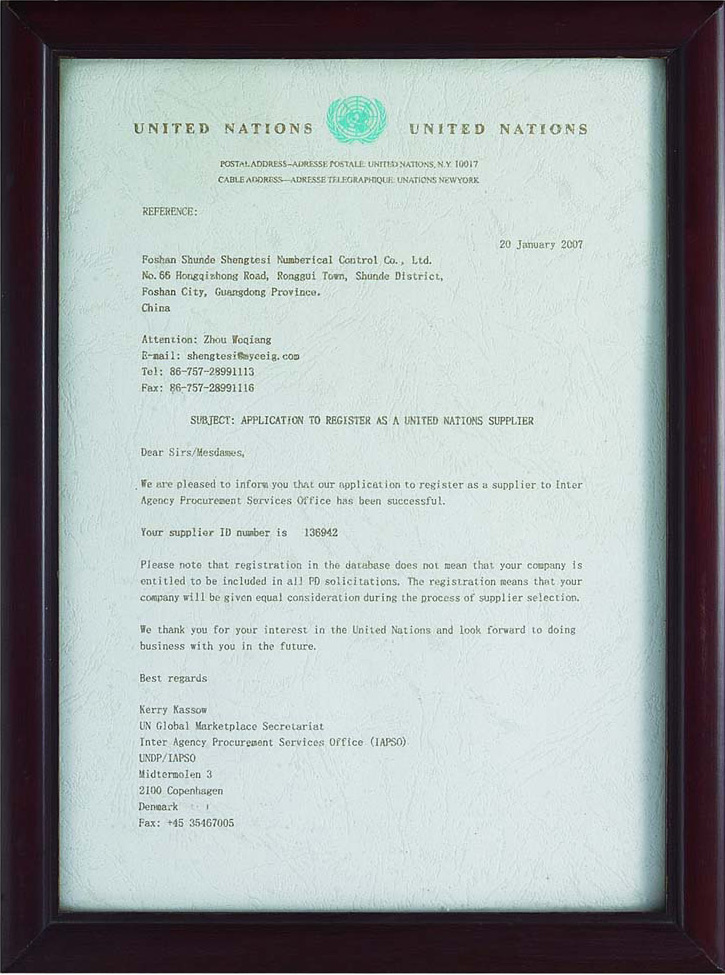 UNITED NATIONS UNITED NATIONS
POSTAL ADDRESS—ADRESSE POSTALE: UNITED NATIONS, N.Y. 10017
CABLE ADDRESS—ADRESSE TELEGRAPHIQUE: UNATIONS NEWYORK
REFERENCE:
20 January 2007
Foshan Shunde Shengtesi Numberical Control Co., Ltd.
No.66 Hongqizhong Road, Ronggui Town, Shunde District,
Foshan City, Guangdong Province.
China
Attention: Zhou Weqiang
E-mail: shengtesi@myceig.com
Tel: 86-757-28991113
Fax: 86-757-28991116
SUBJECT: APPLICATION TO REGISTER AS A UNITED NATIONS SUPPLIER
Dear Sirs/Mesdames,
We are pleased to inform you that our application to register as a supplier to Inter
Agency Procurement Services Office has been successful.
Your supplier ID number is 136942
Please note that registration in the database does not mean that your company is
entitled to be included in all PD solicitations. The registration means that your
company will be given equal consideration during the process of supplier selection.
We thank you for your interest in the United Nations and look forward to doing
business with you in the future.
Best regards
Kerry Kassow
UN Global Marketplace Secretariat
Inter Agency Procurement Services Office (IAPSO)
UNDP/IAPSO
Midtermolen 3
2100 Copenhagen
Denmark
Fax: +45 35467005